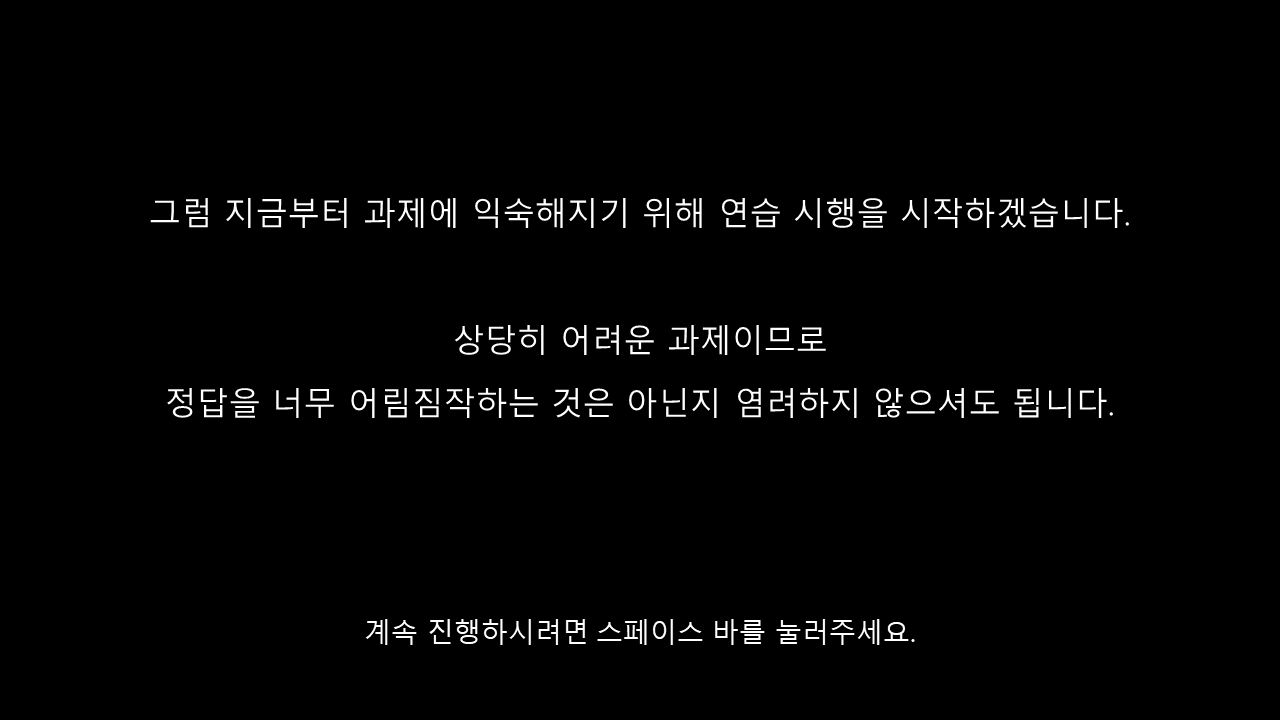 그럼 지금부터 과제에 익숙해지기 위해 연습 시행을 시작하겠습니다.
상당히 어려운 과제이므로
정답을 너무 어림짐작하는 것은 아닌지 염려하지 않으셔도 됩니다.
계속 진행하시려면 스페이스 바를 눌러주세요.